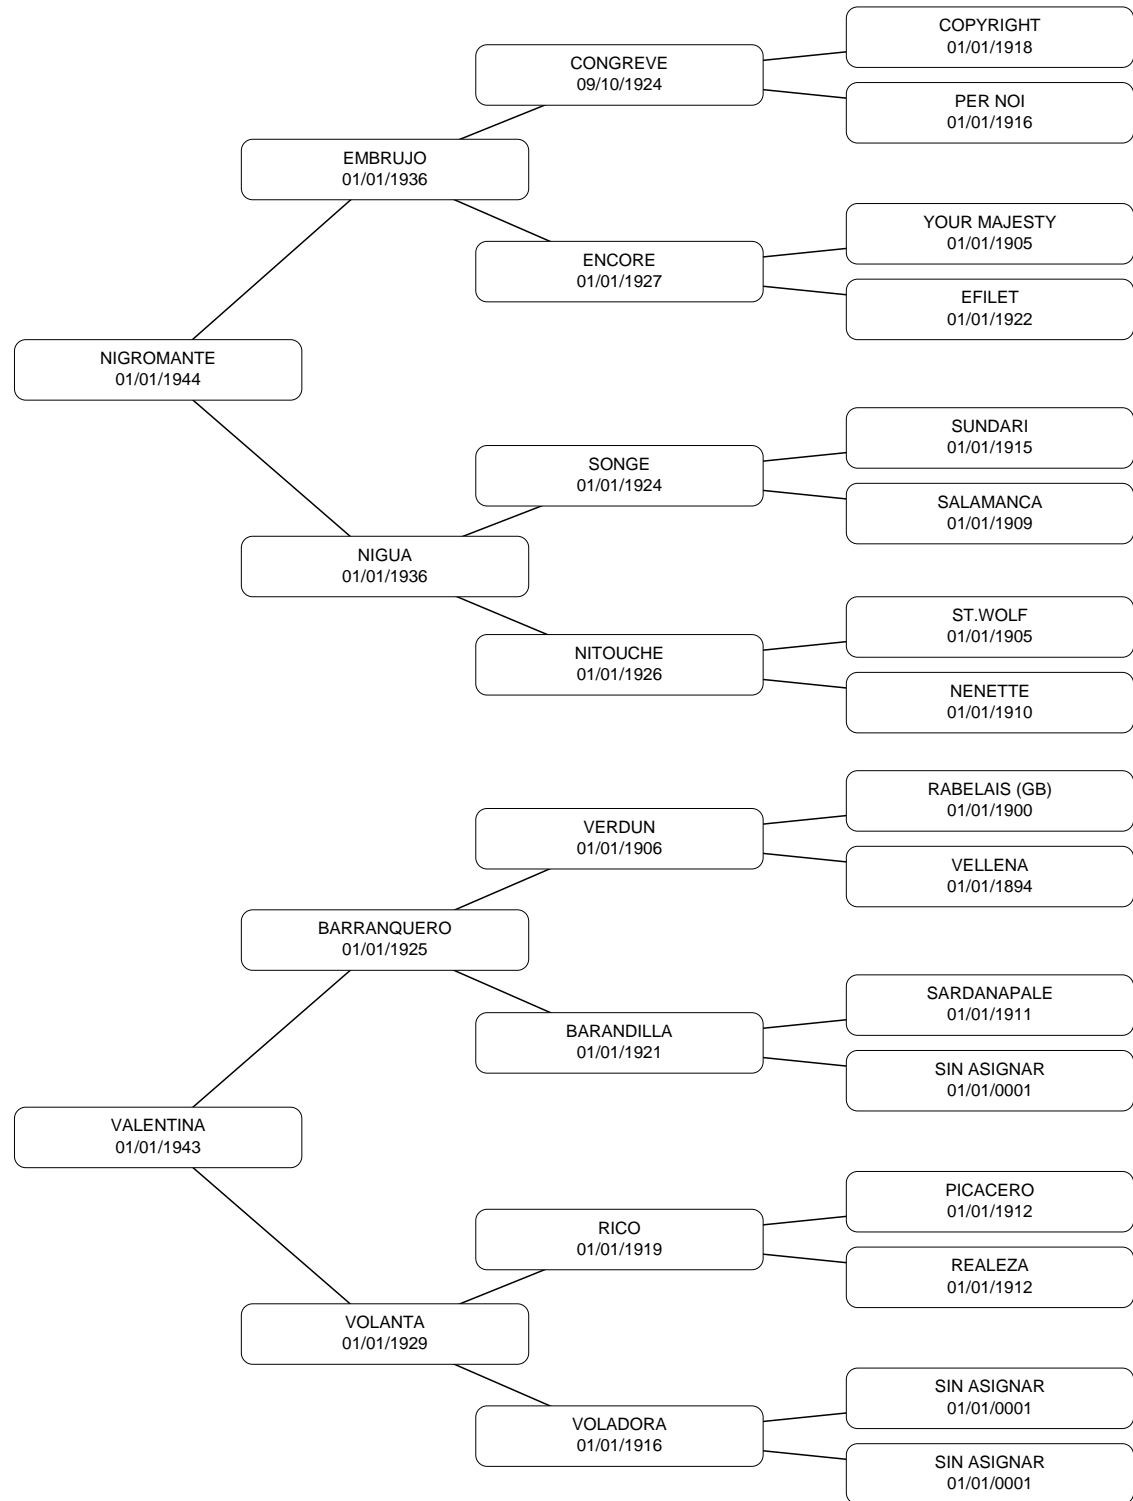 COPYRIGHT
01/01/1918
CONGREVE
09/10/1924
PER NOI
01/01/1916
EMBRUJO
01/01/1936
YOUR MAJESTY
01/01/1905
ENCORE
01/01/1927
EFILET
01/01/1922
NIGROMANTE
01/01/1944
SUNDARI
01/01/1915
SONGE
01/01/1924
SALAMANCA
01/01/1909
NIGUA
01/01/1936
ST.WOLF
01/01/1905
NITOUCHE
01/01/1926
NENETTE
01/01/1910
RABELAIS (GB)
01/01/1900
VERDUN
01/01/1906
VELLENA
01/01/1894
BARRANQUERO
01/01/1925
SARDANAPALE
01/01/1911
BARANDILLA
01/01/1921
SIN ASIGNAR
01/01/0001
VALENTINA
01/01/1943
PICACERO
01/01/1912
RICO
01/01/1919
REALEZA
01/01/1912
VOLANTA
01/01/1929
SIN ASIGNAR
01/01/0001
VOLADORA
01/01/1916
SIN ASIGNAR
01/01/0001